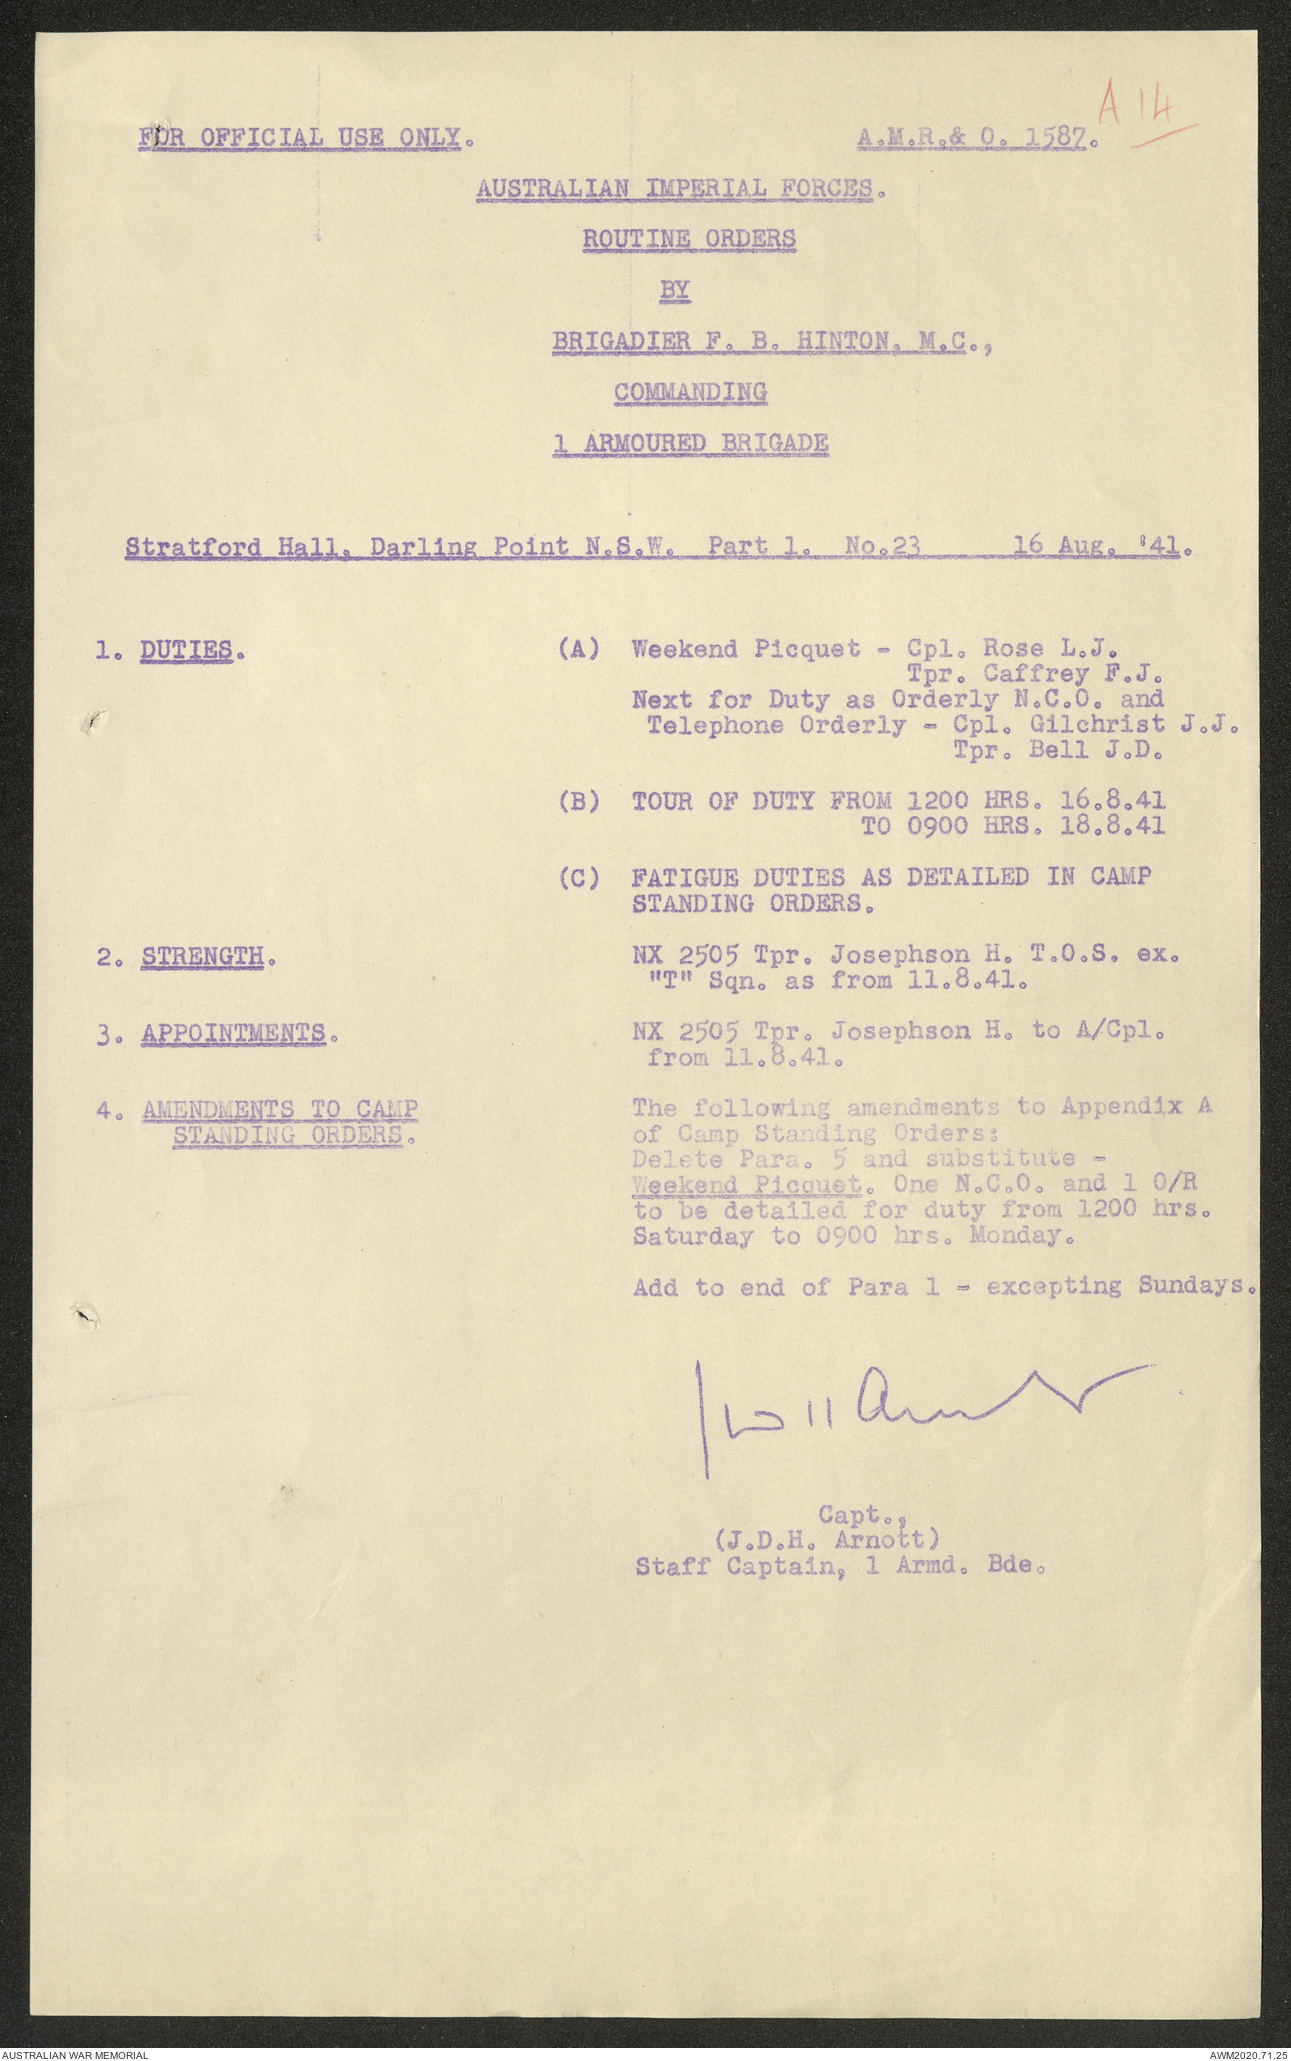 A 14
FOR OFFICIAL USE ONLY. A.M.R.& O. 1587.
AUSTRALIAN IMPERIAL FORCES.
ROUTINE ORDERS
BY
BRIGADIER F. B. HINTON, M.C.,
COMMANDING
1 ARMOURED BRIGADE
Stratford Hall, Darling Point N.S.W. Part 1. No.23 16 Aug. '41.
1. DUTIES. (A) Weekend Picquet - Cpl. Rose L.J.
Tpr. Caffrey F.J.
Next for Duty as Orderly N.C.O. and
Telephone Orderly - Cpl. Gilchrist J.J.
Tpr. Bell J.D.
(B) TOUR OF DUTY FROM 1200 HRS. 16.8.41
TO 0900 HRS. 18.8.41
(C) FATIGUE DUTIES AS DETAILED IN CAMP
STANDING ORDERS.
2. STRENGTH. NX 2505 Tpr. Josephson H. T.O.S. ex.
"T" Sqn. as from 11.8.41.
3. APPOINTMENTS. NX 2505 Tpr. Josephson H. to A/Cpl.
from 11.8.41.
4. AMENDMENTS TO CAMP The following amendments to Appendix A
STANDING ORDERS. of Camp Standing Orders:
Delete Para. 5 and substitute -
Weekend Picquet. One N.C.O. and 1 O/R
to be detailed for duty from 1200 hrs.
Saturday to 0900 hrs. Monday.
Add to end of Para 1 - excepting Sundays.
Capt.,
(J.D.H. Arnott)
Staff Captain, 1 Armd. Bde.
AUSTRALIAN WAR MEMORIAL AWM2020.71.25